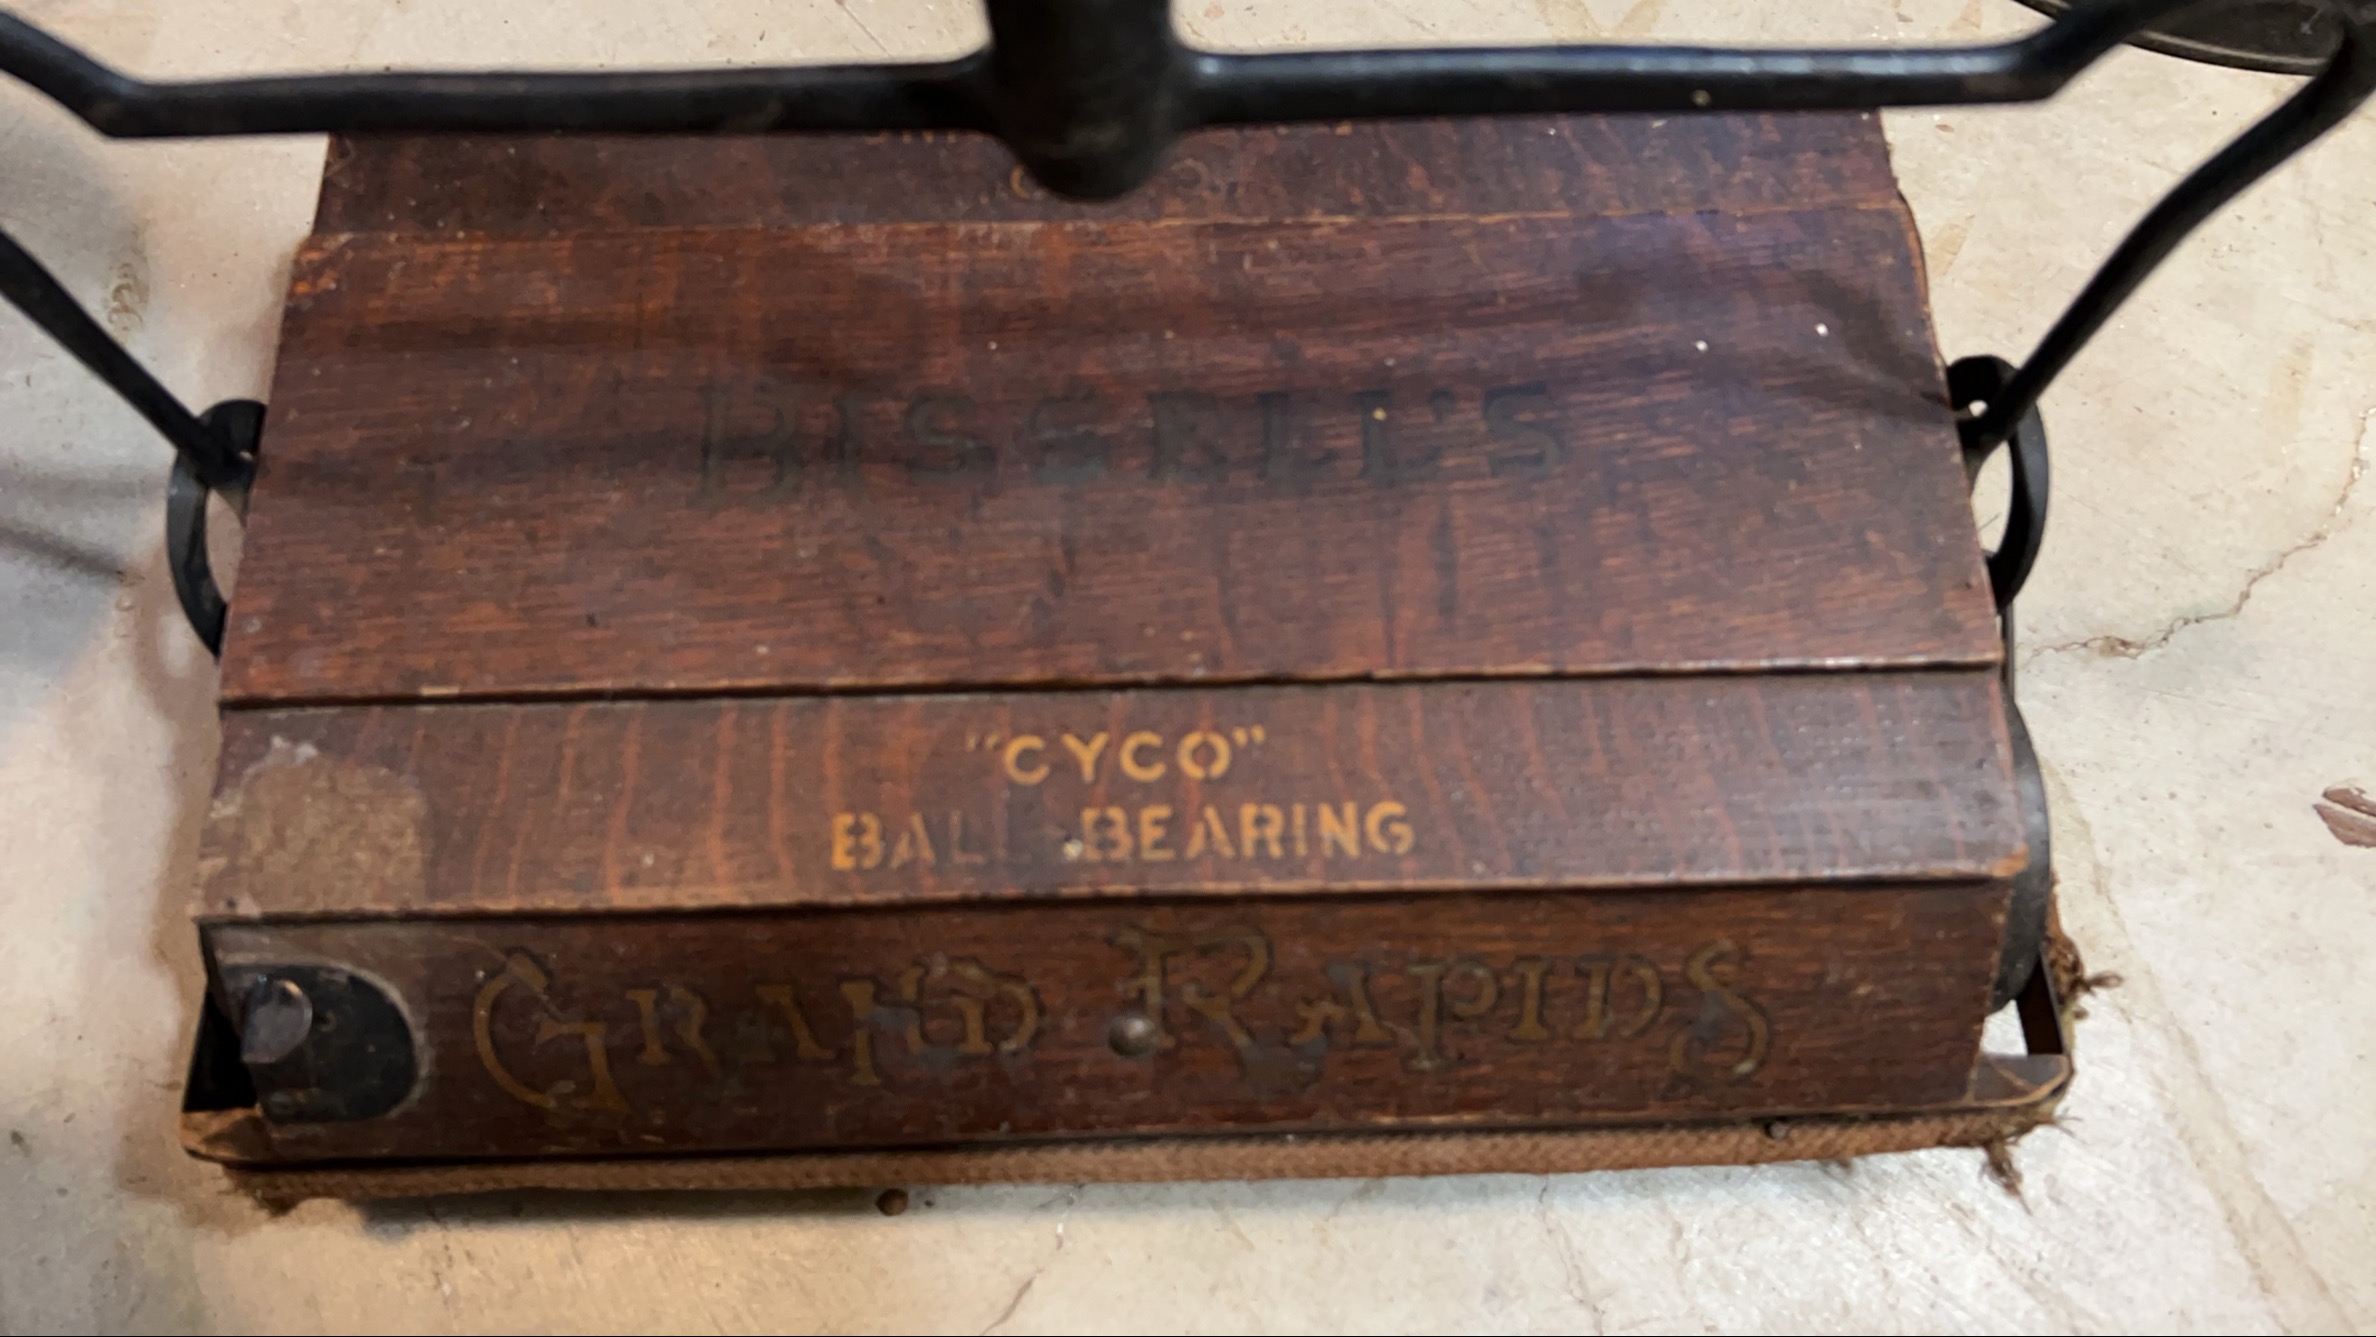 BISSELL'S
"CYCO"
BALL BEARING
GRAND RAPIDS